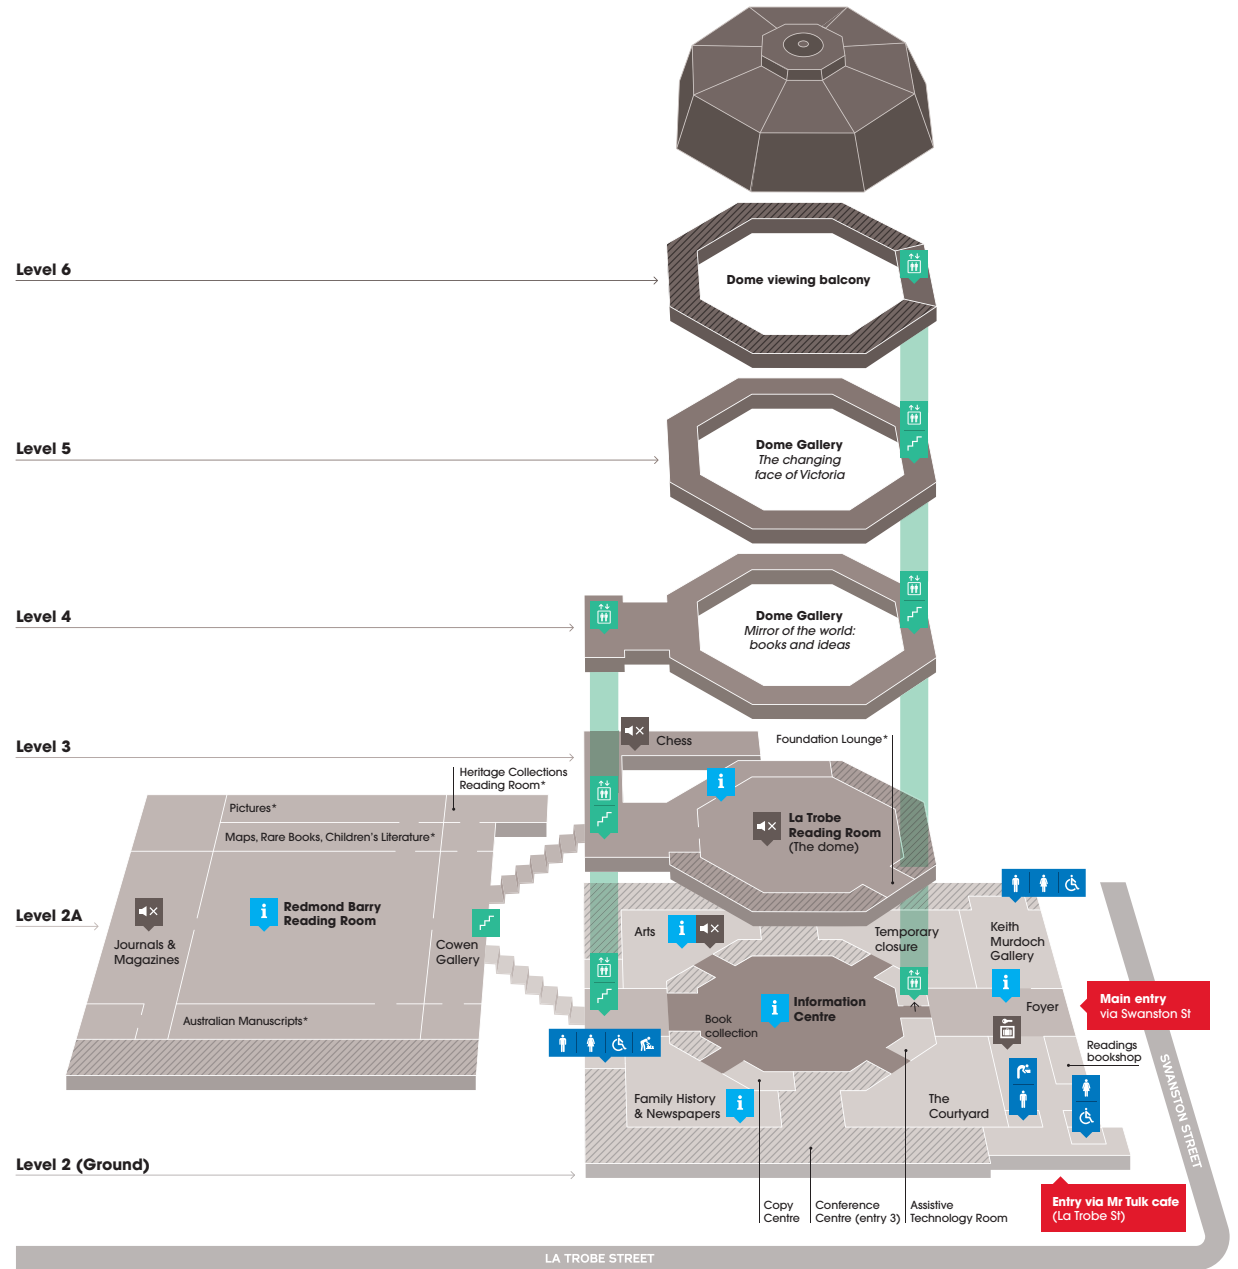 Level 6
Dome viewing balcony
Level 5
Dome Gallery
The changing
face of Victoria
Level 4
Dome Gallery
Mirror of the world:
books and ideas
Level 3
Chess
Foundation Lounge*
i
La Trobe
Reading Room
(The dome)
Heritage Collections
Reading Room*
Pictures*
Maps, Rare Books, Children's Literature*
Level 2A
i
Redmond Barry
Reading Room
Journals &
Magazines
Cowen
Gallery
Australian Manuscripts*
Arts
i
Temporary
closure
Keith
Murdoch
Gallery
i
Information
Centre
Book
collection
i
Foyer
Main entry
via Swanston St
Readings
bookshop
Family History
& Newspapers
i
The
Courtyard
Level 2 (Ground)
Copy
Centre
Conference
Centre (entry 3)
Assistive
Technology Room
Entry via Mr Tulk cafe
(La Trobe St)
SWANSTON STREET
LA TROBE STREET